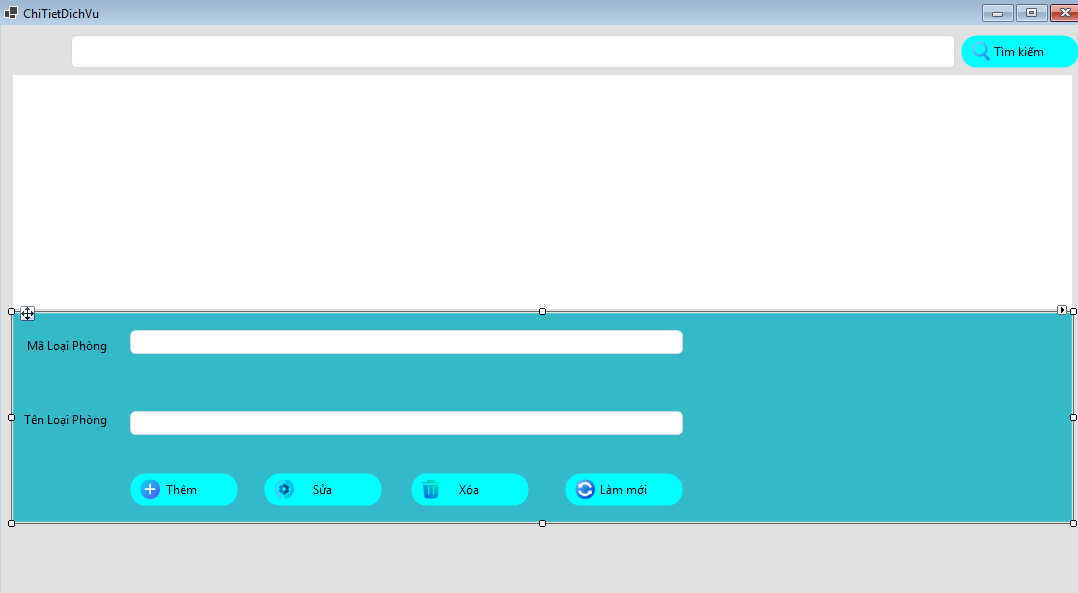 ChiTietDichVu
Tìm kiếm
Mã Loại Phòng
Tên Loại Phòng
Thêm
Sửa
Xóa
Làm mới